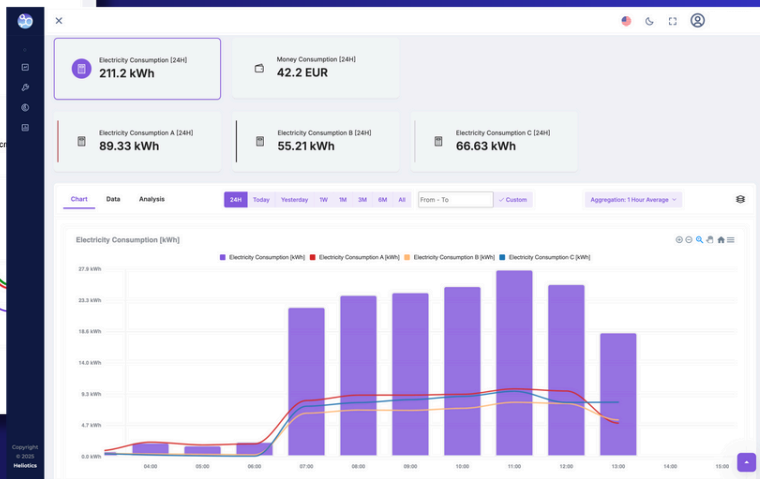 Electricity Consumption [24H]
211.2 kWh
Money Consumption [24H]
42.2 EUR
Electricity Consumption A [24H]
89.33 kWh
Electricity Consumption B [24H]
55.21 kWh
Electricity Consumption C [24H]
66.63 kWh
Chart Data Analysis 24H Today Yesterday 1W 1M 3M 6M All From - To Custom Aggregation: 1 Hour Average
Electricity Consumption [kWh]
Electricity Consumption [kWh] Electricity Consumption A [kWh] Electricity Consumption B [kWh] Electricity Consumption C [kWh]
27.9 kWh
23.3 kWh
18.6 kWh
14.0 kWh
9.3 kWh
4.7 kWh
0.0 kWh
04:00 05:00 06:00 07:00 08:00 09:00 10:00 11:00 12:00 13:00 14:00 15:00
Copyright
© 2025
Heliotics